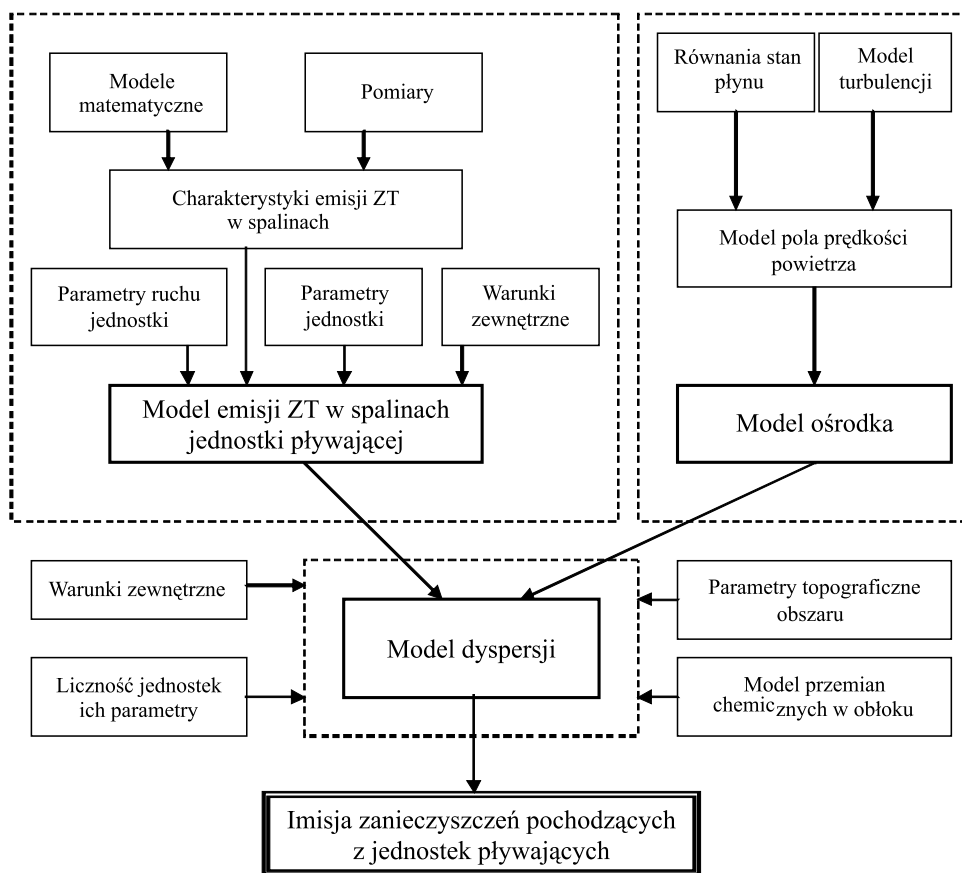 Modele
matematyczne
Pomiary
Charakterystyki emisji ZT
w spalinach
Parametry ruchu
jednostki
Parametry
jednostki
Warunki
zewnętrzne
Model emisji ZT w spalinach
jednostki pływającej
Równania stan
płynu
Model
turbulencji
Model pola prędkości
powietrza
Model ośrodka
Warunki zewnętrzne
Liczność jednostek
ich parametry
Model dyspersji
Parametry topograficzne
obszaru
Model przemian
chemicznych w obłoku
Imisja zanieczyszczeń pochodzących
z jednostek pływających